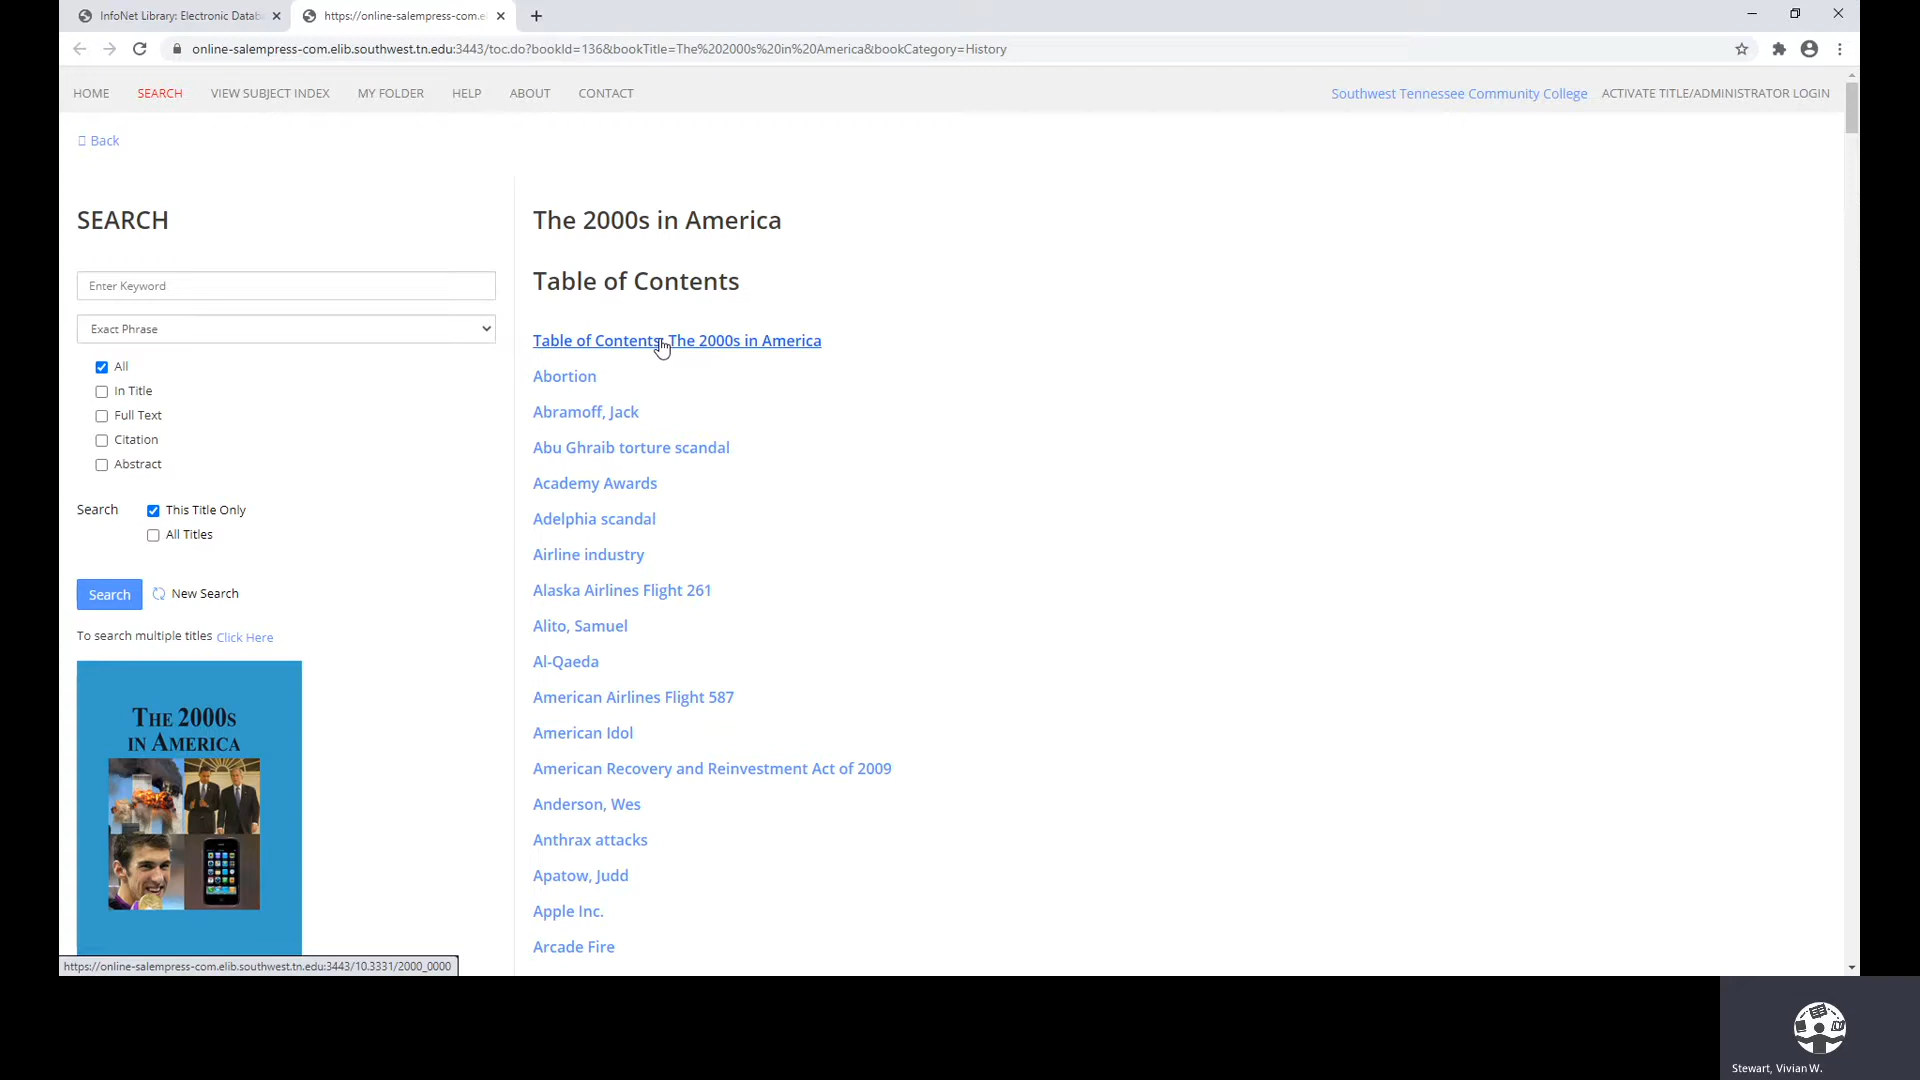 InfoNet Library: Electronic Datab
https://online-salempress-com.e
online-salempress-com.elib.southwest.tn.edu:3443/toc.do?bookId=136&bookTitle=The%202000s%20in%20America&bookCategory=History
HOME SEARCH VIEW SUBJECT INDEX MY FOLDER HELP ABOUT CONTACT Southwest Tennessee Community College ACTIVATE TITLE/ADMINISTRATOR LOGIN
Back
SEARCH
Enter Keyword
Exact Phrase
All
In Title
Full Text
Citation
Abstract
Search This Title Only
All Titles
Search New Search
To search multiple titles Click Here
THE 2000S
IN AMERICA
The 2000s in America
Table of Contents
Table of Contents The 2000s in America
Abortion
Abramoff, Jack
Abu Ghraib torture scandal
Academy Awards
Adelphia scandal
Airline industry
Alaska Airlines Flight 261
Alito, Samuel
Al-Qaeda
American Airlines Flight 587
American Idol
American Recovery and Reinvestment Act of 2009
Anderson, Wes
Anthrax attacks
Apatow, Judd
Apple Inc.
Arcade Fire
https://online-salempress-com.elib.southwest.tn.edu:3443/10.3331/2000_0000
Stewart, Vivian W.